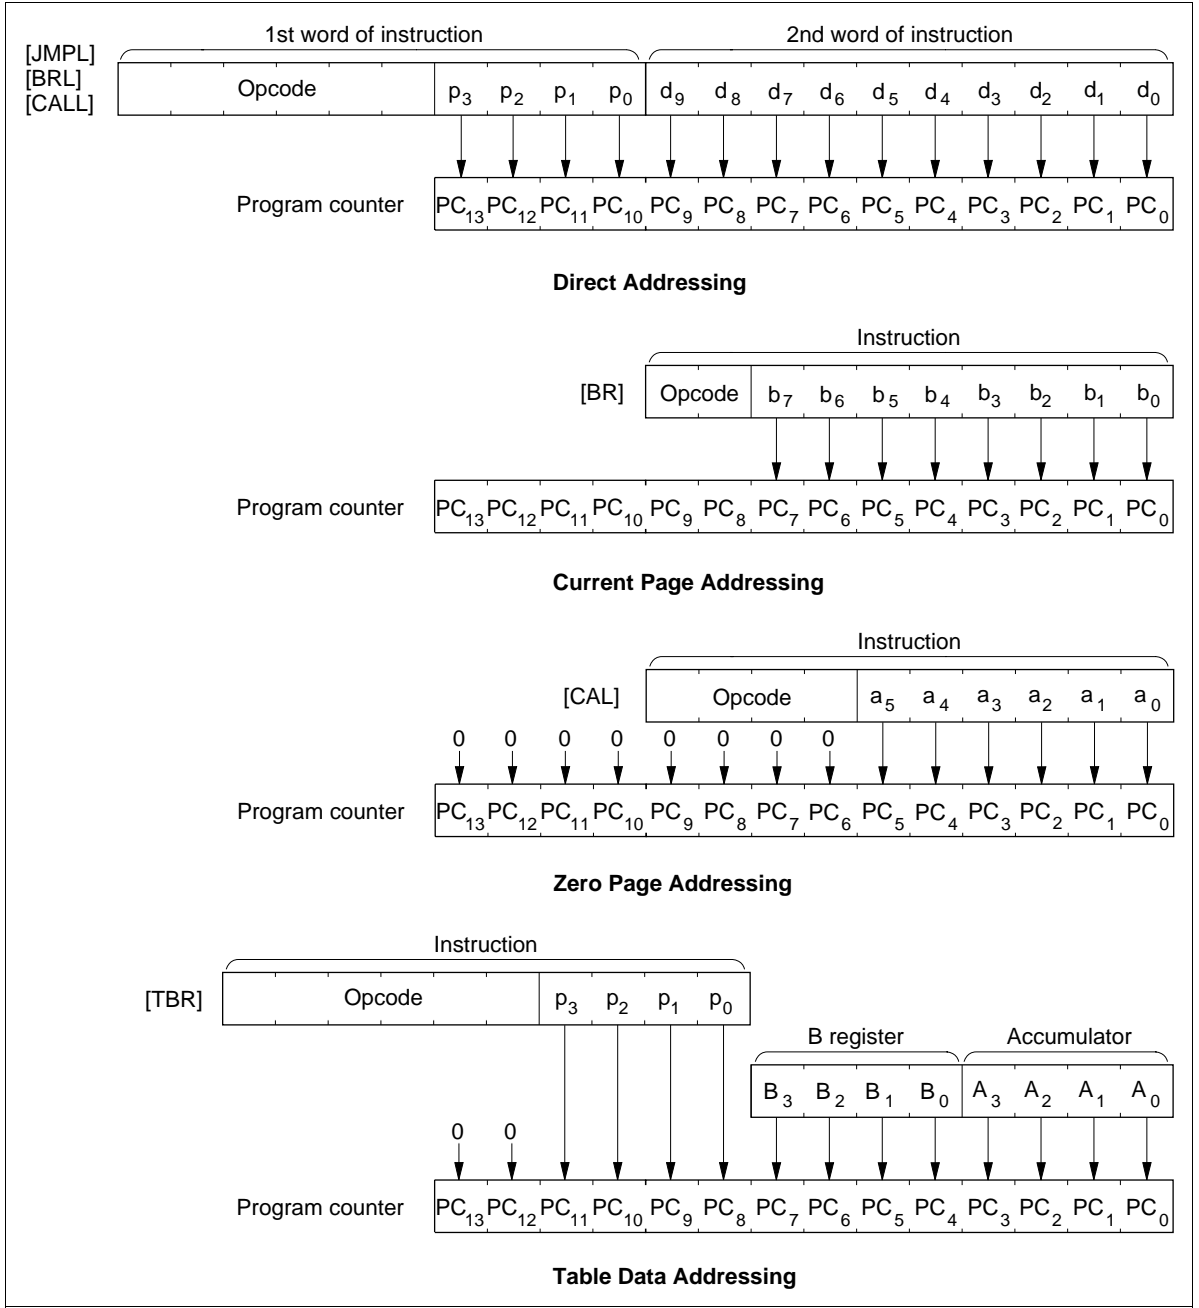 1st word of instruction 2nd word of instruction
[JMPL]
[BRL]
[CALL]
Opcode p3 p2 p1 p0 d9 d8 d7 d6 d5 d4 d3 d2 d1 d0
Program counter PC13 PC12 PC11 PC10 PC9 PC8 PC7 PC6 PC5 PC4 PC3 PC2 PC1 PC0
Direct Addressing
Instruction
[BR] Opcode b7 b6 b5 b4 b3 b2 b1 b0
Program counter PC13 PC12 PC11 PC10 PC9 PC8 PC7 PC6 PC5 PC4 PC3 PC2 PC1 PC0
Current Page Addressing
Instruction
[CAL] Opcode a5 a4 a3 a2 a1 a0
0 0 0 0 0 0 0 0
Program counter PC13 PC12 PC11 PC10 PC9 PC8 PC7 PC6 PC5 PC4 PC3 PC2 PC1 PC0
Zero Page Addressing
Instruction
[TBR] Opcode p3 p2 p1 p0
B register Accumulator
B3 B2 B1 B0 A3 A2 A1 A0
0 0
Program counter PC13 PC12 PC11 PC10 PC9 PC8 PC7 PC6 PC5 PC4 PC3 PC2 PC1 PC0
Table Data Addressing